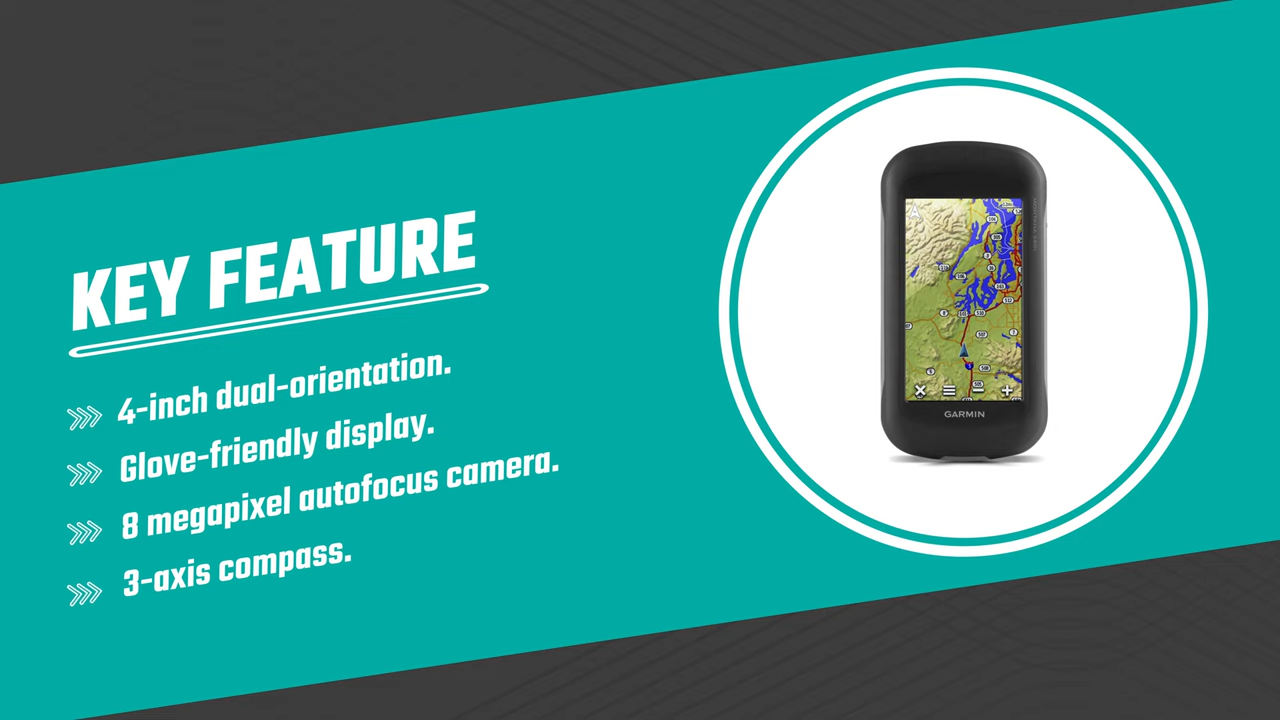 KEY FEATURE
4-inch dual-orientation.
Glove-friendly display.
8 megapixel autofocus camera.
3-axis compass.
GARMIN